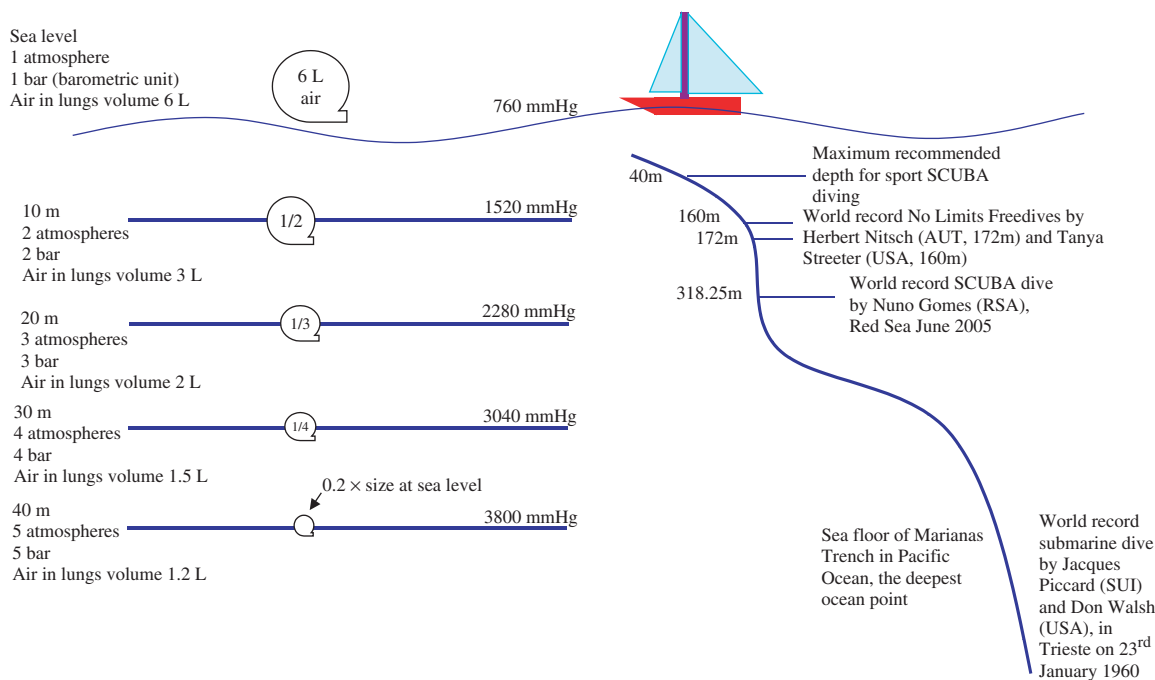 Sea level
1 atmosphere
1 bar (barometric unit)
Air in lungs volume 6 L
6 L
air
760 mmHg
10 m
2 atmospheres
2 bar
Air in lungs volume 3 L
1/2
1520 mmHg
20 m
3 atmospheres
3 bar
Air in lungs volume 2 L
1/3
2280 mmHg
30 m
4 atmospheres
4 bar
Air in lungs volume 1.5 L
1/4
3040 mmHg
0.2 × size at sea level
40 m
5 atmospheres
5 bar
Air in lungs volume 1.2 L
3800 mmHg
40m
Maximum recommended
depth for sport SCUBA
diving
160m
172m
World record No Limits Freedives by
Herbert Nitsch (AUT, 172m) and Tanya
Streeter (USA, 160m)
318.25m
World record SCUBA dive
by Nuno Gomes (RSA),
Red Sea June 2005
Sea floor of Marianas
Trench in Pacific
Ocean, the deepest
ocean point
World record
submarine dive
by Jacques
Piccard (SUI)
and Don Walsh
(USA), in
Trieste on 23rd
January 1960